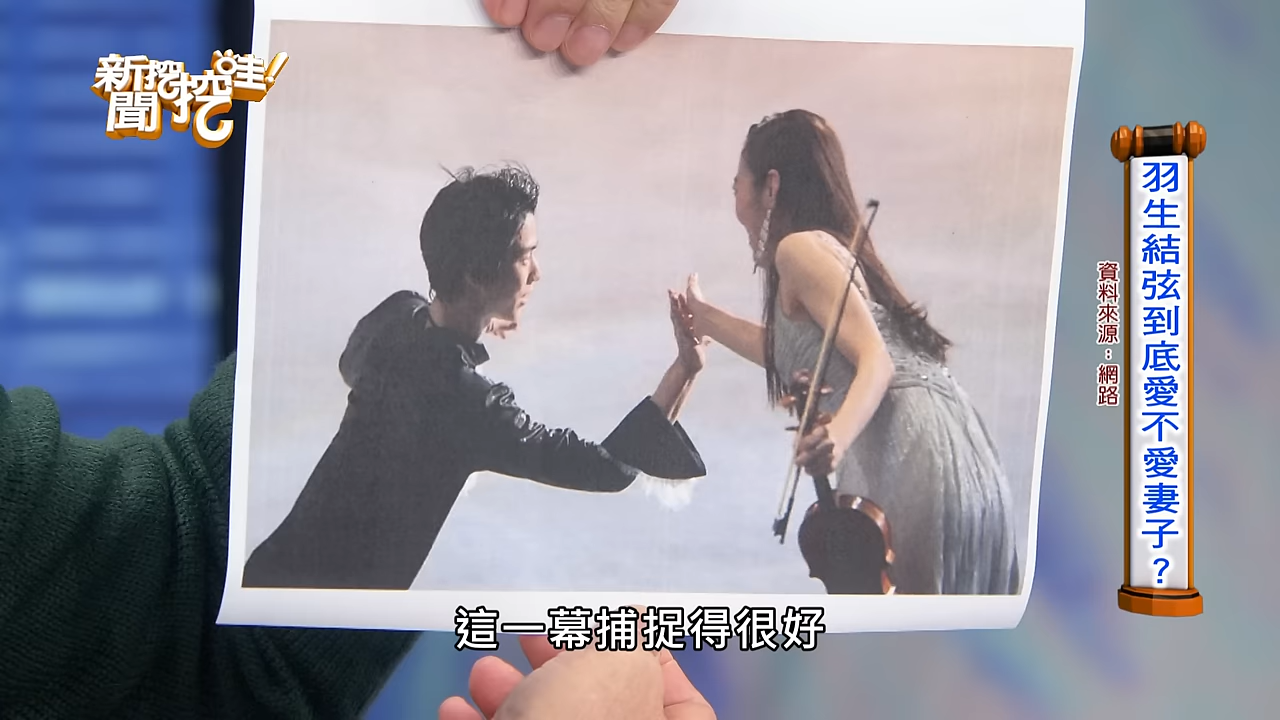 新聞挖挖哇!
羽生結弦到底愛不愛妻子?
資料來源:網路
這一幕捕捉得很好